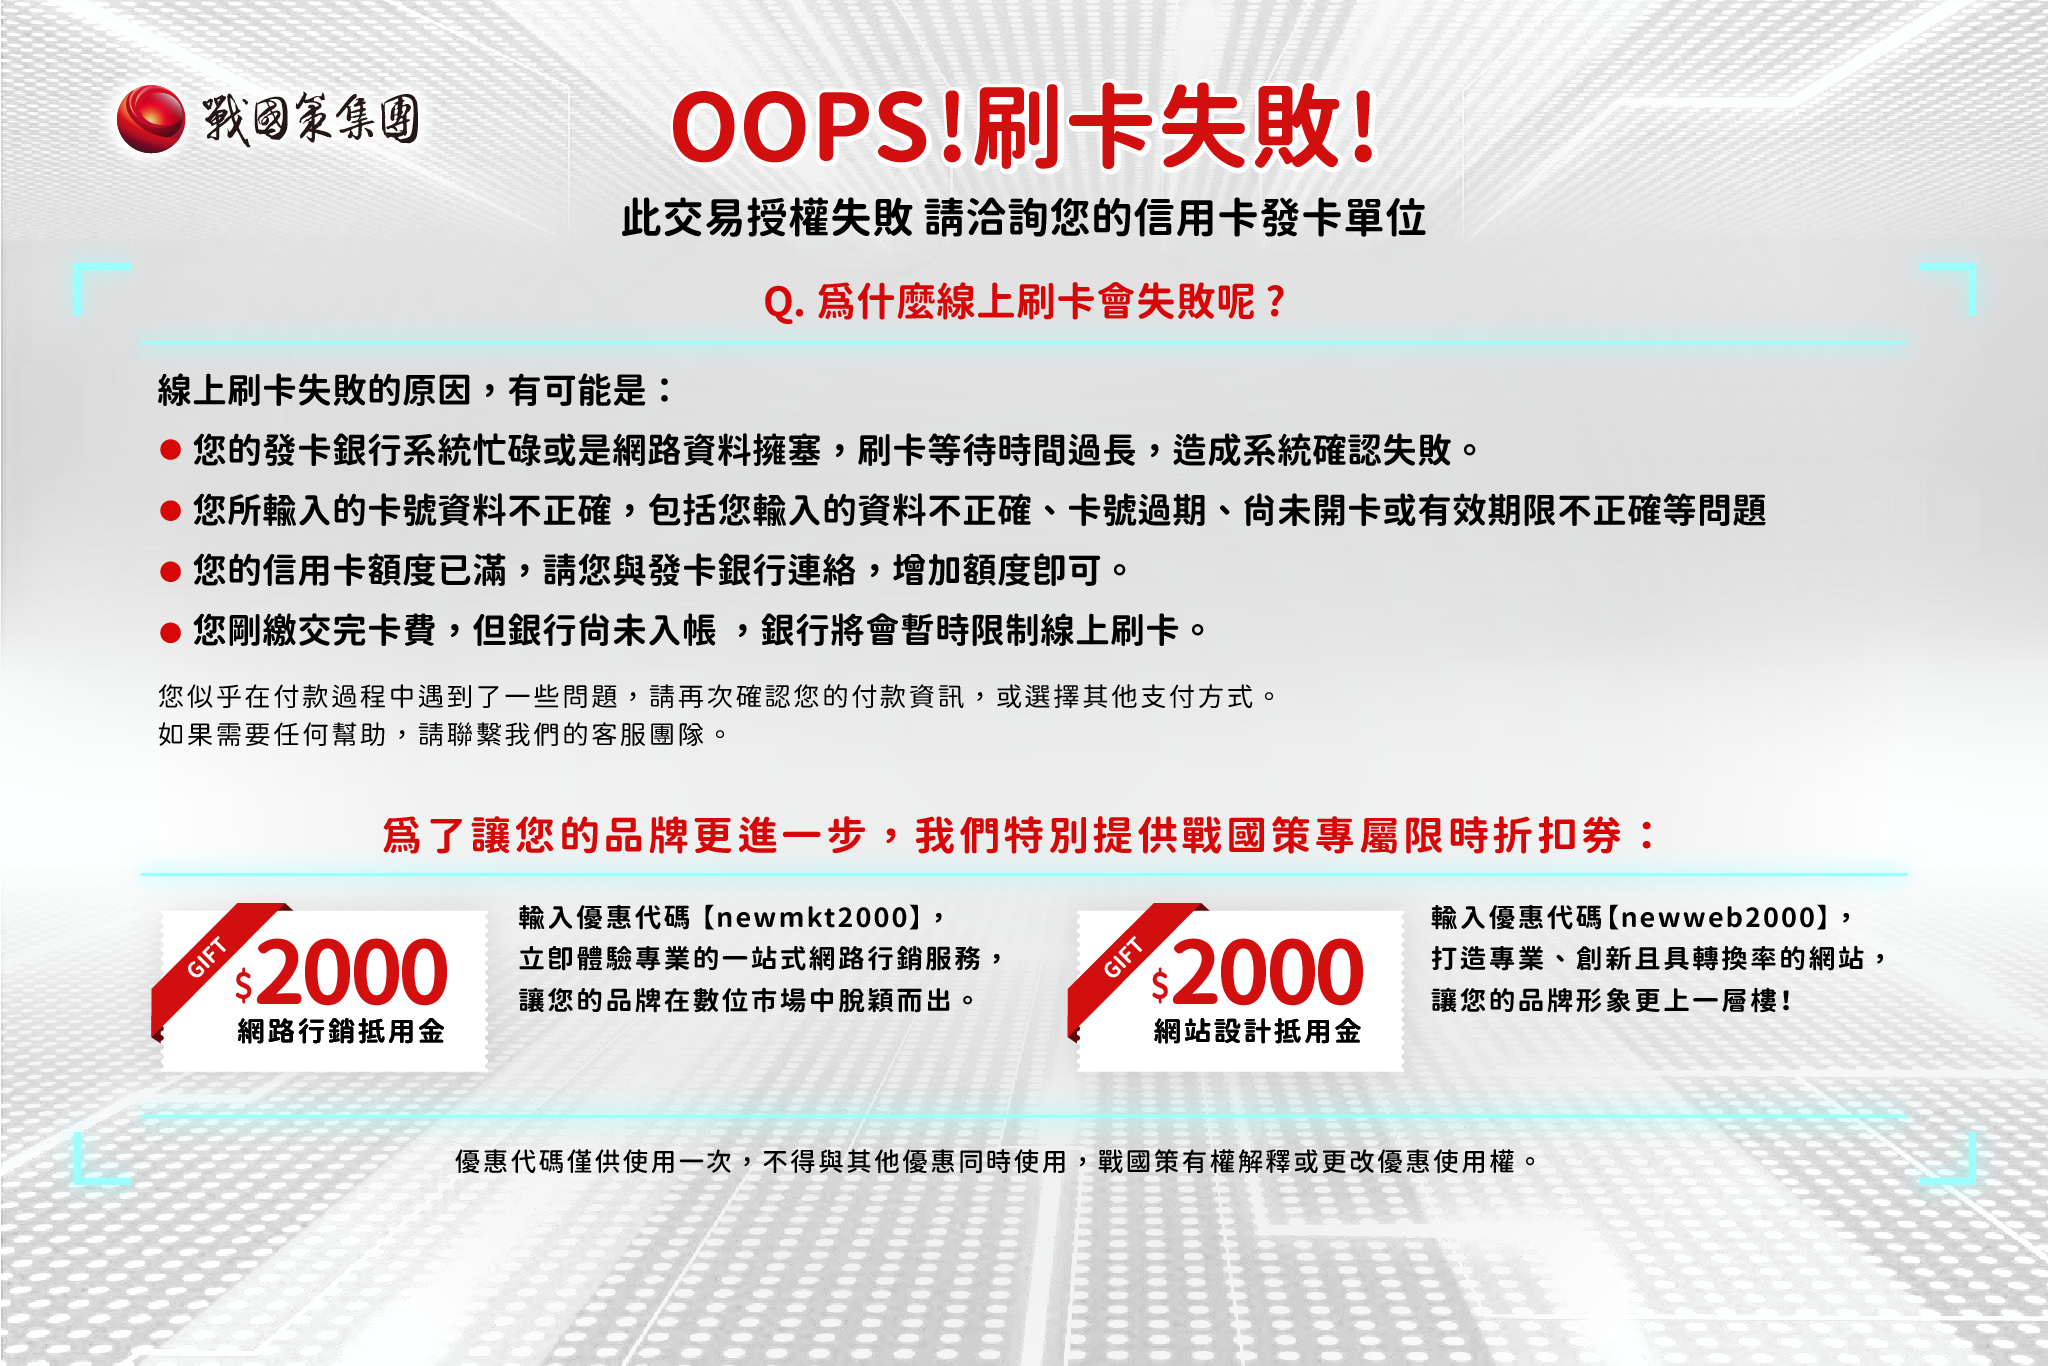 戰國策集團
OOPS!刷卡失敗!
此交易授權失敗 請洽詢您的信用卡發卡單位
Q. 為什麼線上刷卡會失敗呢?
線上刷卡失敗的原因，有可能是：
● 您的發卡銀行系統忙碌或是網路資料擁塞，刷卡等待時間過長，造成系統確認失敗。
● 您所輸入的卡號資料不正確，包括您輸入的資料不正確、卡號過期、尚未開卡或有效期限不正確等問題
● 您的信用卡額度已滿，請您與發卡銀行連絡，增加額度即可。
● 您剛繳交完卡費，但銀行尚未入帳 ，銀行將會暫時限制線上刷卡。
您似乎在付款過程中遇到了一些問題，請再次確認您的付款資訊，或選擇其他支付方式。
如果需要任何幫助，請聯繫我們的客服團隊。
為了讓您的品牌更進一步，我們特別提供戰國策專屬限時折扣券：
GIFT
$2000
網路行銷抵用金
輸入優惠代碼【newmkt2000】，
立即體驗專業的一站式網路行銷服務，
讓您的品牌在數位市場中脫穎而出。
GIFT
$2000
網站設計抵用金
輸入優惠代碼【newweb2000】，
打造專業、創新且具轉換率的網站，
讓您的品牌形象更上一層樓!
優惠代碼僅供使用一次，不得與其他優惠同時使用，戰國策有權解釋或更改優惠使用權。